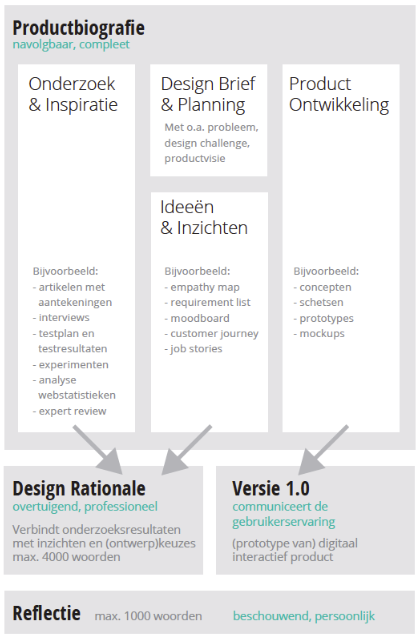 Productbiografie
navolgbaar, compleet
Onderzoek
& Inspiratie
Bijvoorbeeld:
- artikelen met
aantekeningen
- interviews
- testplan en
testresultaten
- experimenten
- analyse
webstatistieken
- expert review
Design Brief
& Planning
Met o.a. probleem,
design challenge,
productvisie
Ideeën
& Inzichten
Bijvoorbeeld:
- empathy map
- requirement list
- moodboard
- customer journey
- job stories
Product
Ontwikkeling
Bijvoorbeeld:
- concepten
- schetsen
- prototypes
- mockups
Design Rationale
overtuigend, professioneel
Verbindt onderzoeksresultaten
met inzichten en (ontwerp)keuzes
max. 4000 woorden
Versie 1.0
communiceert de
gebruikerservaring
(prototype van) digitaal
interactief product
Reflectie max. 1000 woorden beschouwend, persoonlijk